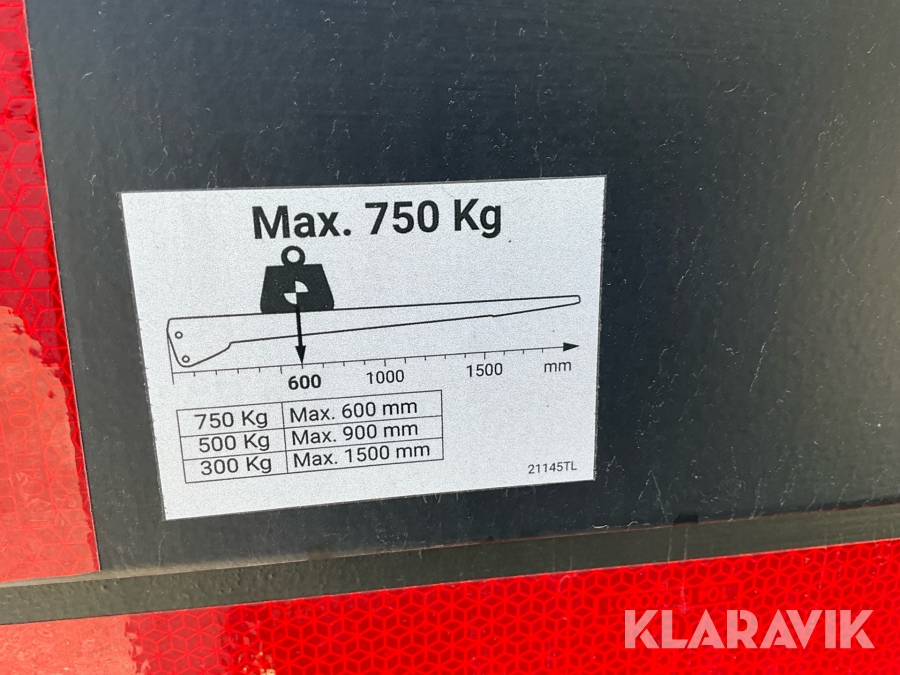 Max. 750 Kg
600 1000 1500 mm
750 Kg Max. 600 mm
500 Kg Max. 900 mm
300 Kg Max. 1500 mm
21145TL
KLARAVIK